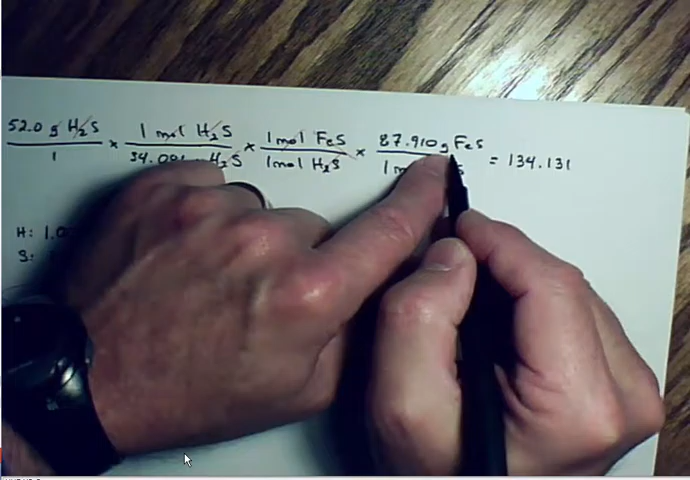 52.0 g H₂S × 1 mol H₂S × 1 mol FeS × 87.910 g FeS = 134.131
1 34.081 H₂S 1 mol H₂S 1 m S
H: 1.0
S: